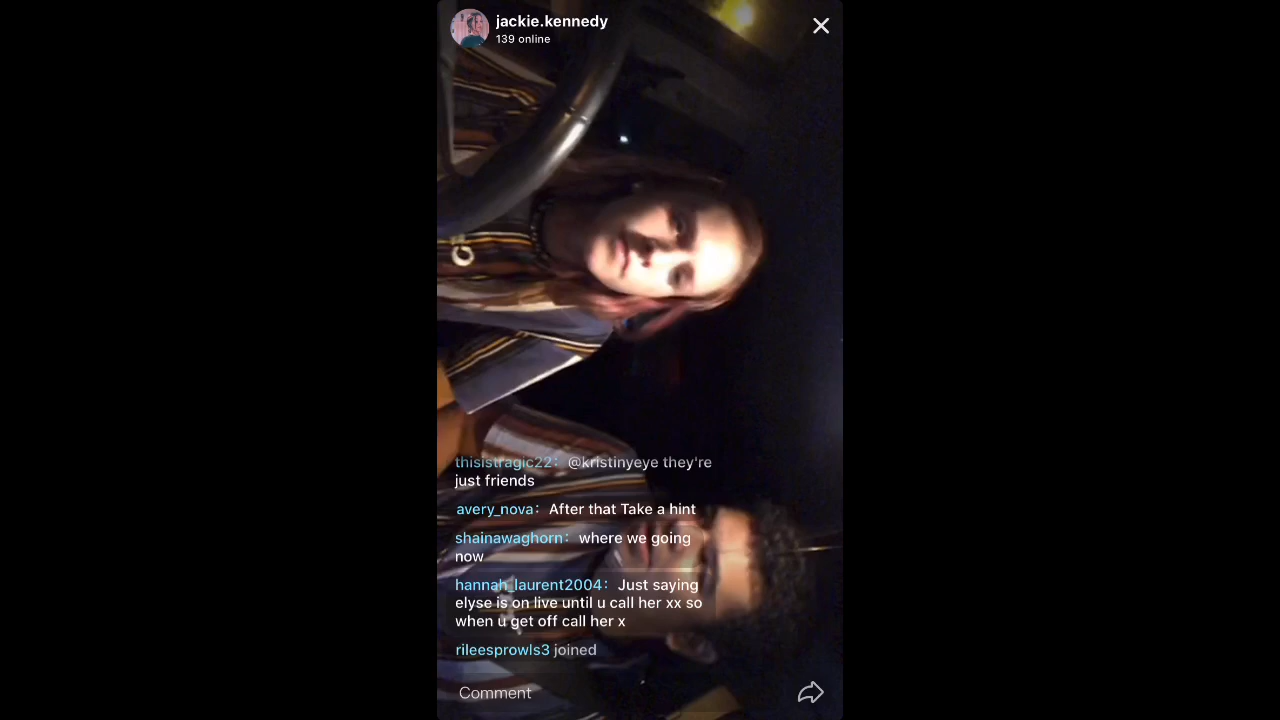 jackie.kennedy
139 online
thisistragic22: @kristinyeye they're
just friends
avery_nova: After that Take a hint
shainawaghorn: where we going
now
hannah_laurent2004: Just saying
elyse is on live until u call her xx so
when u get off call her x
rileesprowls3 joined
Comment